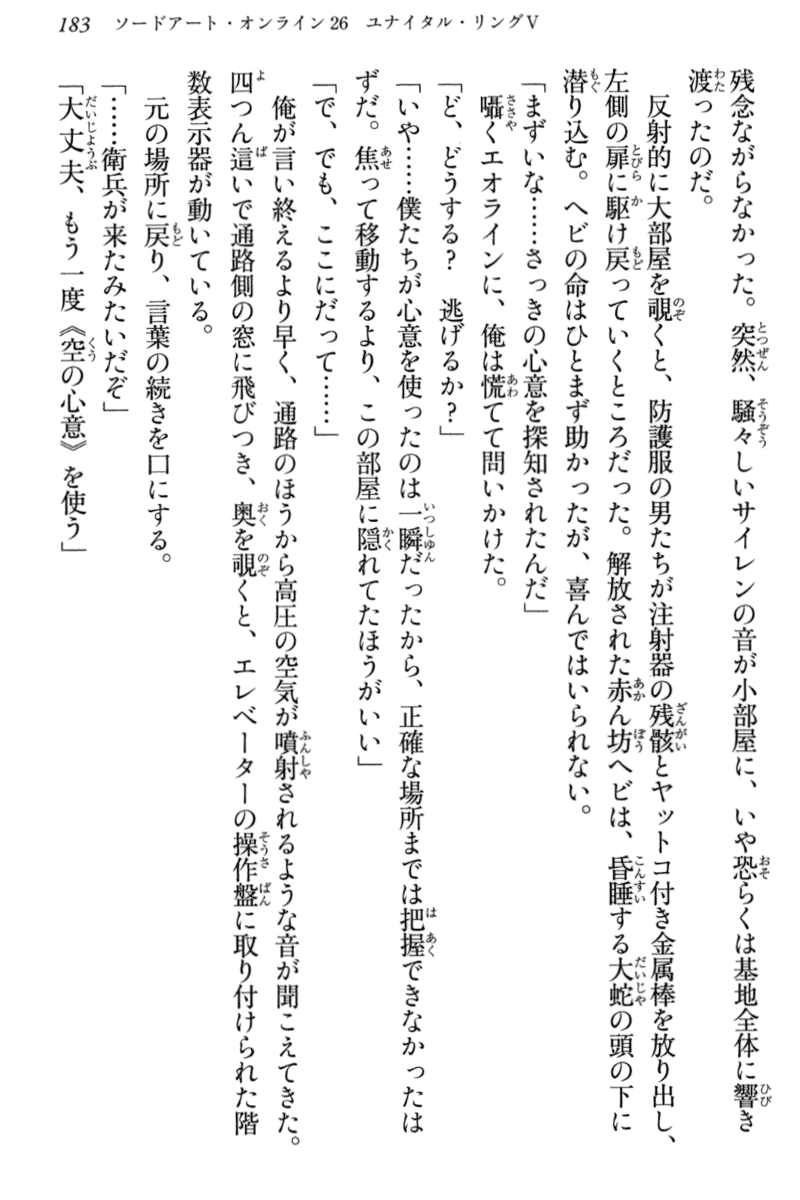 183　ソードアート・オンライン26　ユナイタル・リングⅤ
残念ながらなかった。突然、騒々しいサイレンの音が小部屋に、いや恐らくは基地全体に響き
渡ったのだ。
　反射的に大部屋を覗くと、防護服の男たちが注射器の残骸とヤットコ付き金属棒を放り出し、
左側の扉に駆け戻っていくところだった。解放された赤ん坊ヘビは、昏睡する大蛇の頭の下に
潜り込む。ヘビの命はひとまず助かったが、喜んではいられない。
「まずいな……さっきの心意を探知されたんだ」
　囁くエオラインに、俺は慌てて問いかけた。
「ど、どうする？　逃げるか？」
「いや……僕たちが心意を使ったのは一瞬だったから、正確な場所までは把握できなかったは
ずだ。焦って移動するより、この部屋に隠れてたほうがいい」
「で、でも、ここにだって……」
　俺が言い終えるより早く、通路のほうから高圧の空気が噴射されるような音が聞こえてきた。
四つん這いで通路側の窓に飛びつき、奥を覗くと、エレベーターの操作盤に取り付けられた階
数表示器が動いている。
　元の場所に戻り、言葉の続きを口にする。
「……衛兵が来たみたいだぞ」
「大丈夫、もう一度《空の心意》を使う」